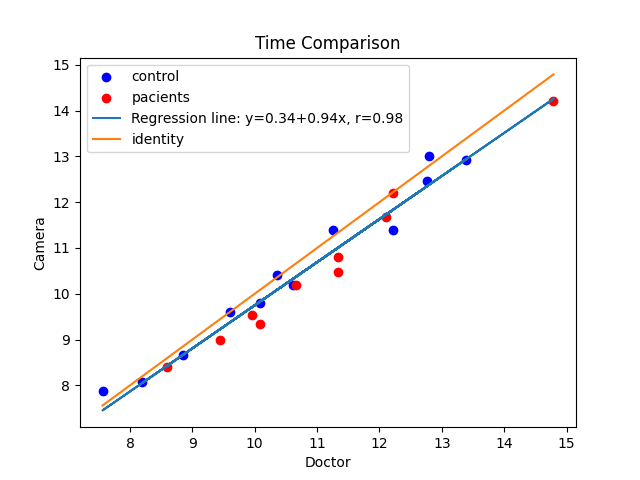 Time Comparison
control
pacients
Regression line: y=0.34+0.94x, r=0.98
identity
15
14
13
12
11
10
9
8
Camera
8 9 10 11 12 13 14 15
Doctor